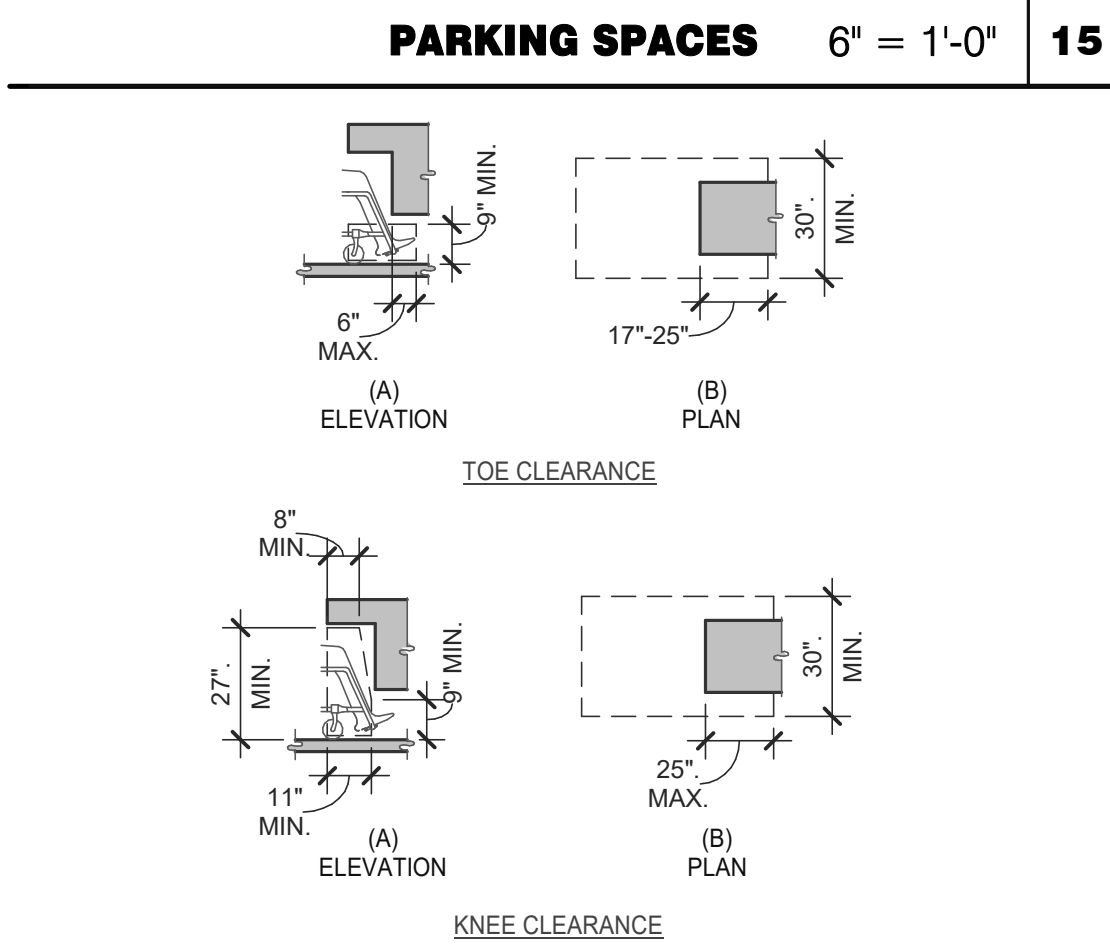 PARKING SPACES 6" = 1'-0" 15
9" MIN.
30".
MIN.
6"
MAX.
17"-25"
(A)
ELEVATION
(B)
PLAN
TOE CLEARANCE
8"
MIN.
27".
MIN.
9" MIN.
30".
MIN.
11"
MIN.
25".
MAX.
(A)
ELEVATION
(B)
PLAN
KNEE CLEARANCE